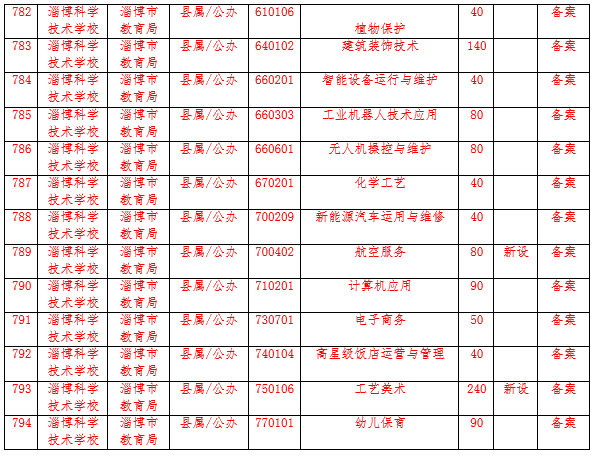 782 淄博科学技术学校 淄博市教育局 县属/公办 610106 植物保护 40 备案
783 淄博科学技术学校 淄博市教育局 县属/公办 640102 建筑装饰技术 140 备案
784 淄博科学技术学校 淄博市教育局 县属/公办 660201 智能设备运行与维护 40 备案
785 淄博科学技术学校 淄博市教育局 县属/公办 660303 工业机器人技术应用 80 备案
786 淄博科学技术学校 淄博市教育局 县属/公办 660601 无人机操控与维护 80 备案
787 淄博科学技术学校 淄博市教育局 县属/公办 670201 化学工艺 40 备案
788 淄博科学技术学校 淄博市教育局 县属/公办 700209 新能源汽车运用与维修 40 备案
789 淄博科学技术学校 淄博市教育局 县属/公办 700402 航空服务 80 新设 备案
790 淄博科学技术学校 淄博市教育局 县属/公办 710201 计算机应用 90 备案
791 淄博科学技术学校 淄博市教育局 县属/公办 730701 电子商务 50 备案
792 淄博科学技术学校 淄博市教育局 县属/公办 740104 高星级饭店运营与管理 40 备案
793 淄博科学技术学校 淄博市教育局 县属/公办 750106 工艺美术 240 新设 备案
794 淄博科学技术学校 淄博市教育局 县属/公办 770101 幼儿保育 90 备案